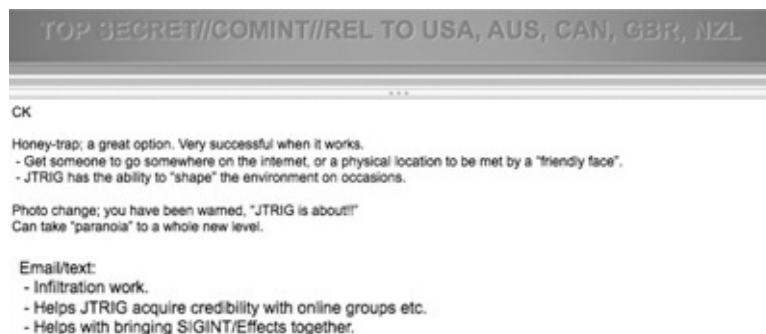 TOP SECRET//COMINT//REL TO USA, AUS, CAN, GBR, NZL
CK
Honey-trap; a great option. Very successful when it works.
- Get someone to go somewhere on the internet, or a physical location to be met by a "friendly face".
- JTRIG has the ability to "shape" the environment on occasions.
Photo change; you have been warned, "JTRIG is about!!"
Can take "paranoia" to a whole new level.
Email/text:
- Infiltration work.
- Helps JTRIG acquire credibility with online groups etc.
- Helps with bringing SIGINT/Effects together.